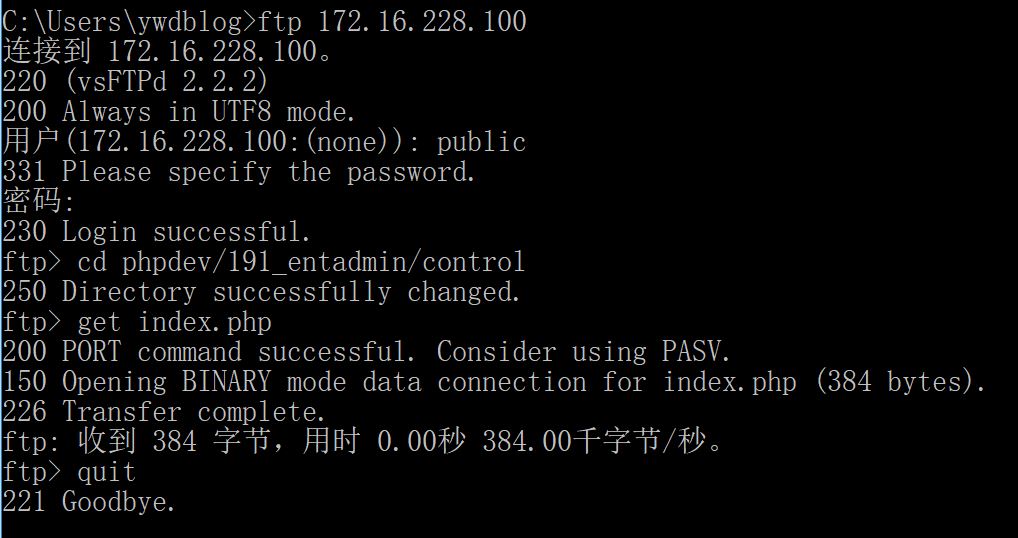 C:\Users\ywdblog>ftp 172.16.228.100
连接到 172.16.228.100。
220 (vsFTPd 2.2.2)
200 Always in UTF8 mode.
用户(172.16.228.100:(none)): public
331 Please specify the password.
密码:
230 Login successful.
ftp> cd phpdev/191_entadmin/control
250 Directory successfully changed.
ftp> get index.php
200 PORT command successful. Consider using PASV.
150 Opening BINARY mode data connection for index.php (384 bytes).
226 Transfer complete.
ftp: 收到 384 字节，用时 0.00秒 384.00千字节/秒。
ftp> quit
221 Goodbye.